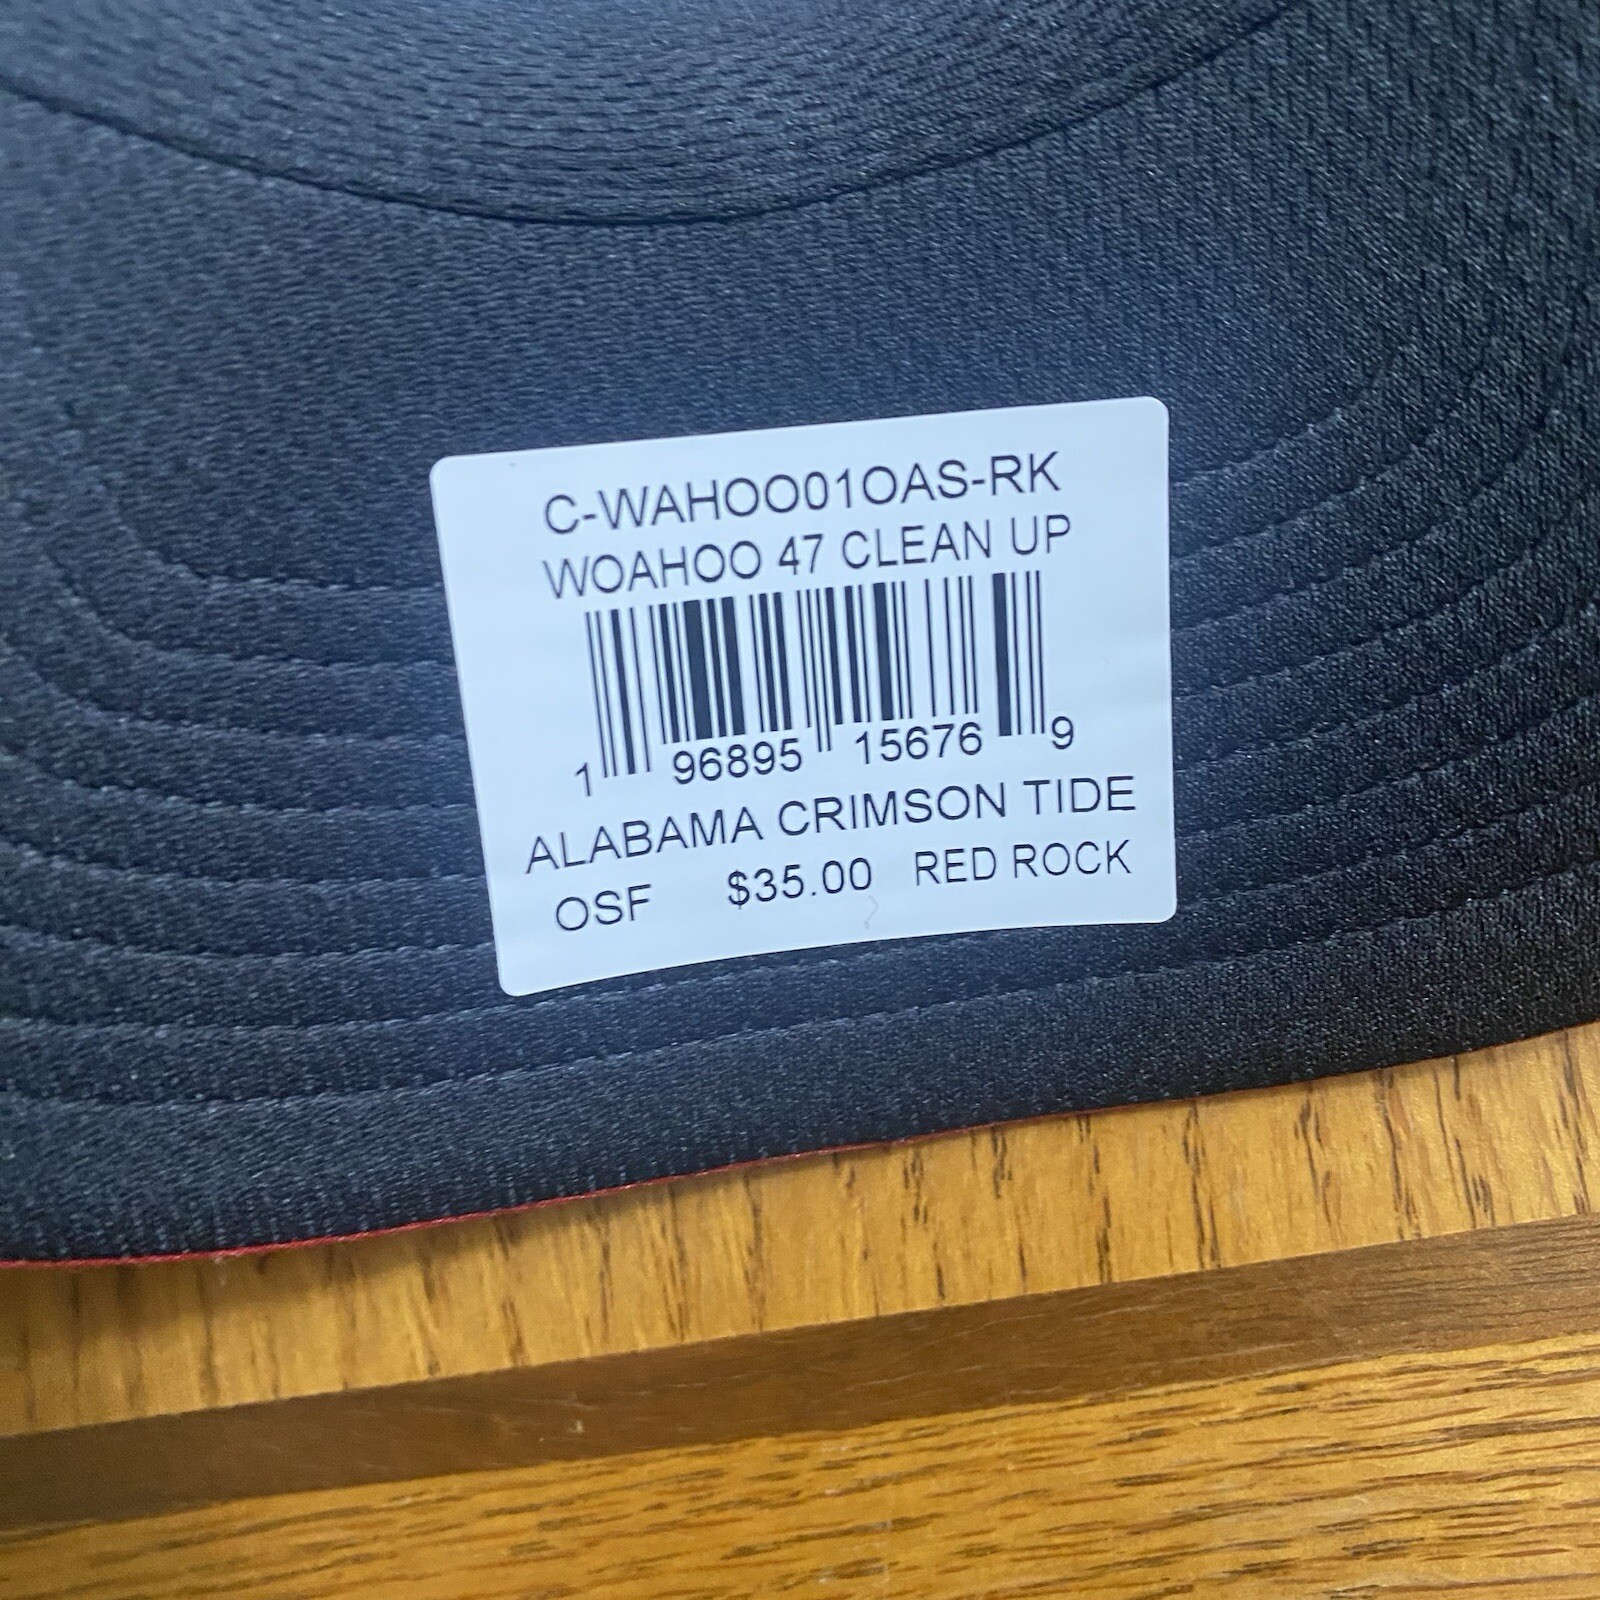 C-WAHOO01OAS-RK
WOAHOO 47 CLEAN UP
1 96895 15676 9
ALABAMA CRIMSON TIDE
OSF $35.00 RED ROCK